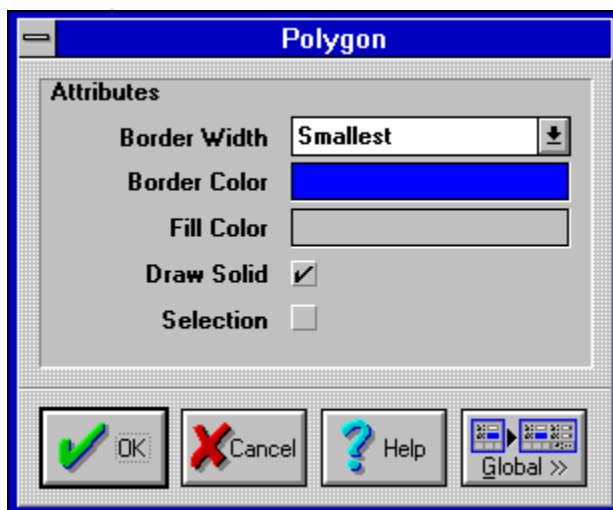 Polygon
Attributes
Border Width Smallest
Border Color
Fill Color
Draw Solid
Selection
OK Cancel Help Global >>